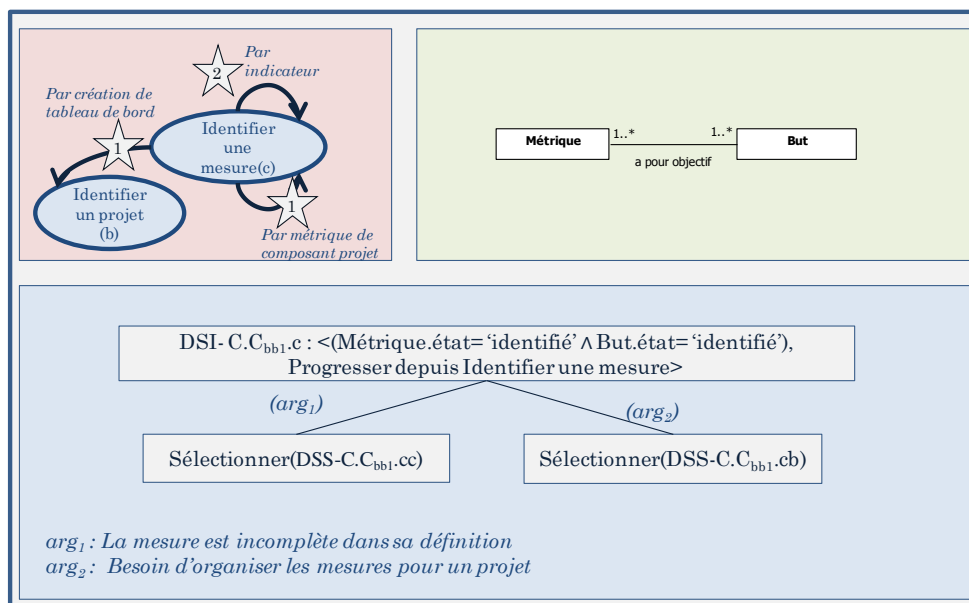 Par
indicateur
2
Par création de
tableau de bord
1
Identifier
une
mesure(c)
Identifier
un projet
(b)
1
Par métrique de
composant projet
Métrique
1..*
1..*
But
a pour objectif
DSI- C.Cbb1.c : <(Métrique.état= ‘identifié’ ∧ But.état= ‘identifié’),
Progresser depuis Identifier une mesure>
(arg1)
(arg2)
Sélectionner(DSS-C.Cbb1.cc)
Sélectionner(DSS-C.Cbb1.cb)
arg1 : La mesure est incomplète dans sa définition
arg2 : Besoin d’organiser les mesures pour un projet